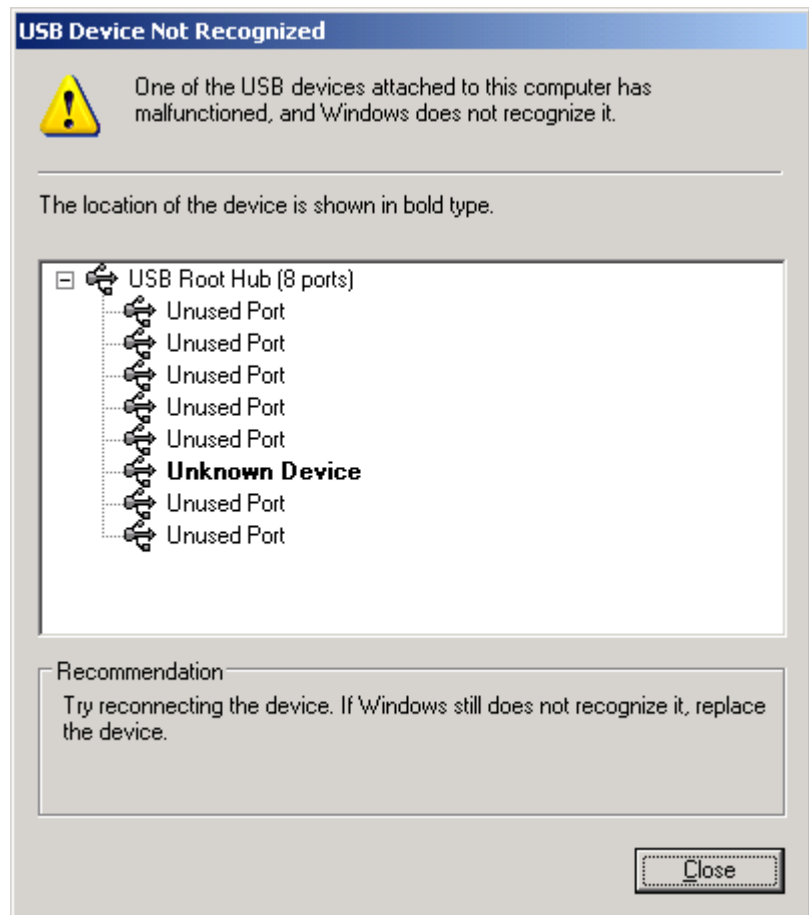 USB Device Not Recognized
One of the USB devices attached to this computer has
malfunctioned, and Windows does not recognize it.
The location of the device is shown in bold type.
USB Root Hub (8 ports)
Unused Port
Unused Port
Unused Port
Unused Port
Unused Port
Unknown Device
Unused Port
Unused Port
Recommendation
Try reconnecting the device. If Windows still does not recognize it, replace
the device.
Close